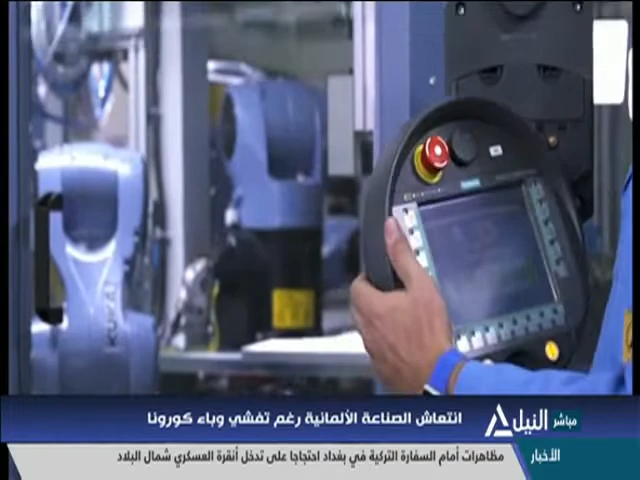 KUKA
مباشر
النيل
انتعاش الصناعة الألمانية رغم تفشي وباء كورونا
الأخبار
مظاهرات أمام السفارة التركية في بغداد احتجاجا على تدخل أنقرة العسكري شمال البلاد